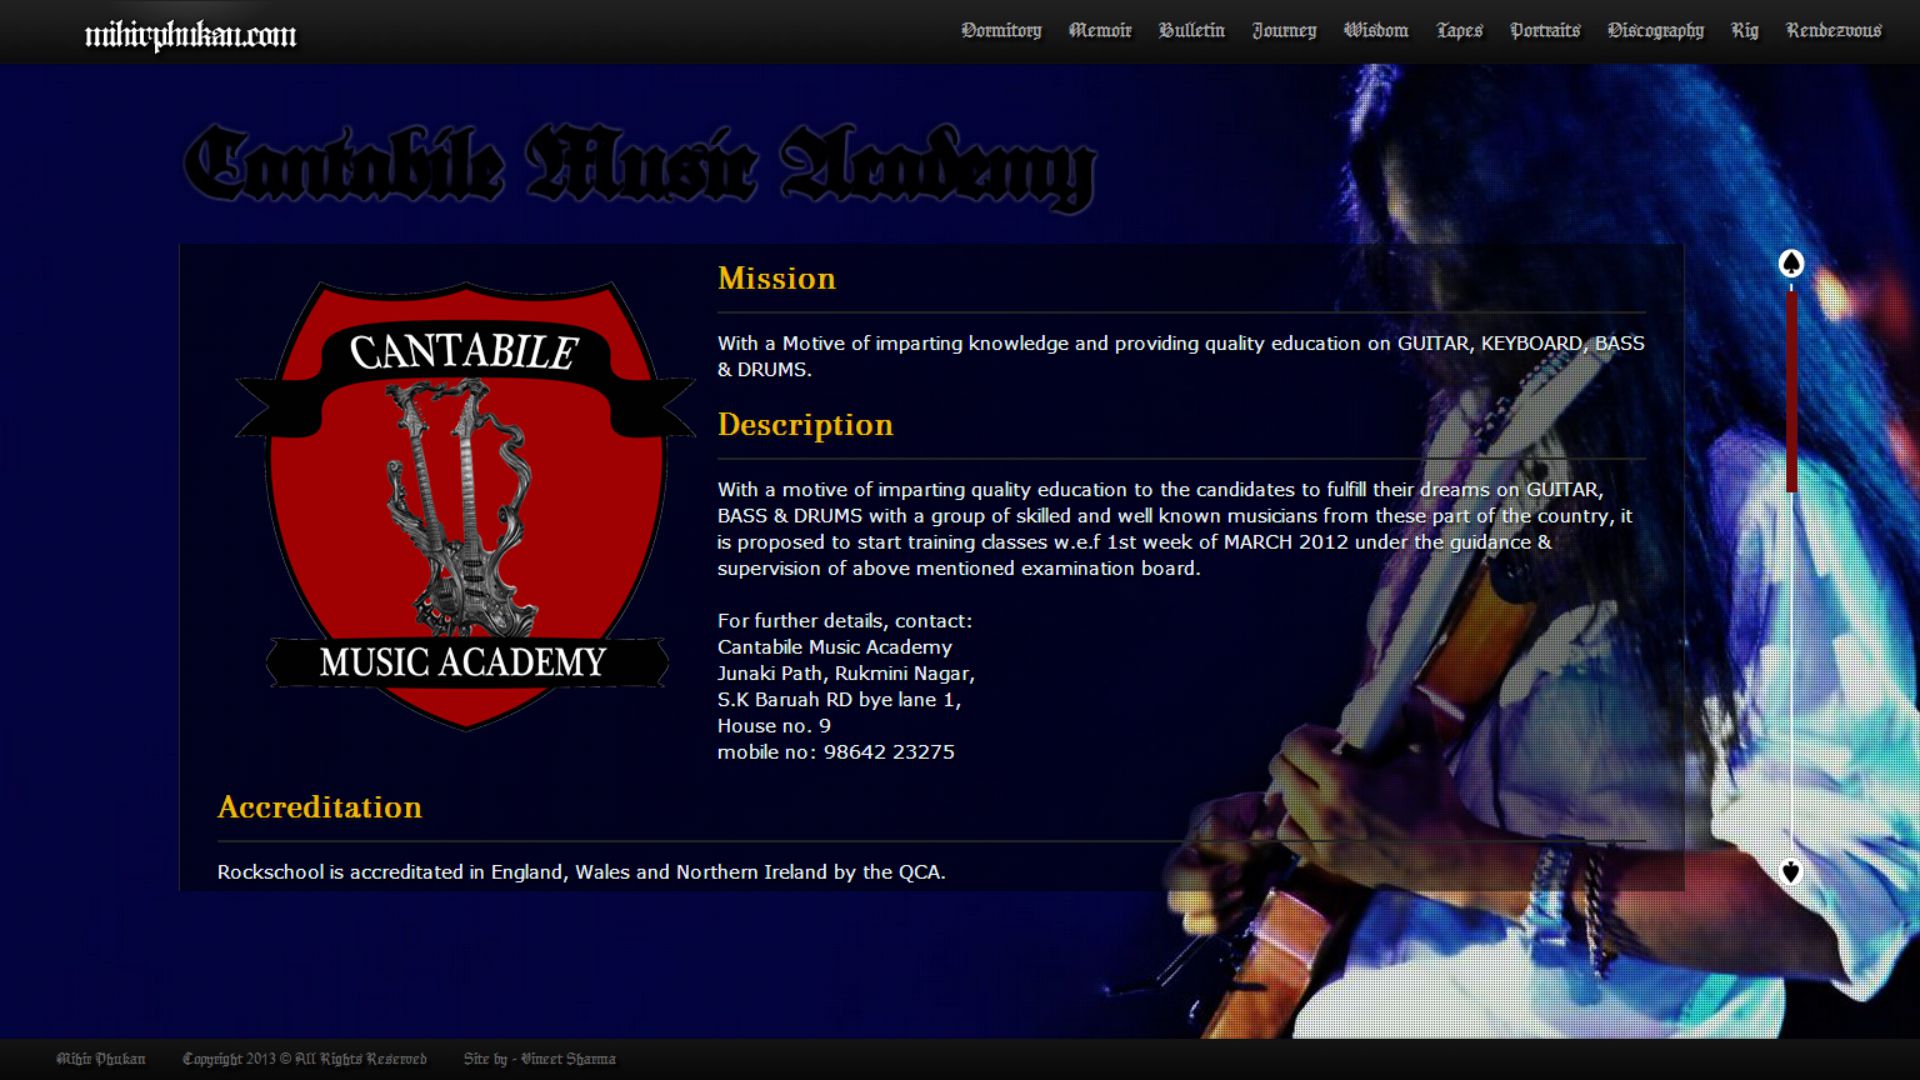 mihirphukan.com
Dormitory Memoir Bulletin Journey Wisdom Tapes Portraits Discography Rig Rendezvous
Cantabile Music Academy
CANTABILE
MUSIC ACADEMY
Mission
With a Motive of imparting knowledge and providing quality education on GUITAR, KEYBOARD, BASS
& DRUMS.
Description
With a motive of imparting quality education to the candidates to fulfill their dreams on GUITAR,
BASS & DRUMS with a group of skilled and well known musicians from these part of the country, it
is proposed to start training classes w.e.f 1st week of MARCH 2012 under the guidance &
supervision of above mentioned examination board.
For further details, contact:
Cantabile Music Academy
Junaki Path, Rukmini Nagar,
S.K Baruah RD bye lane 1,
House no. 9
mobile no: 98642 23275
Accreditation
Rockschool is accreditated in England, Wales and Northern Ireland by the QCA.
Mihir Phukan Copyright 2013 © All Rights Reserved Site by - Vineet Sharma